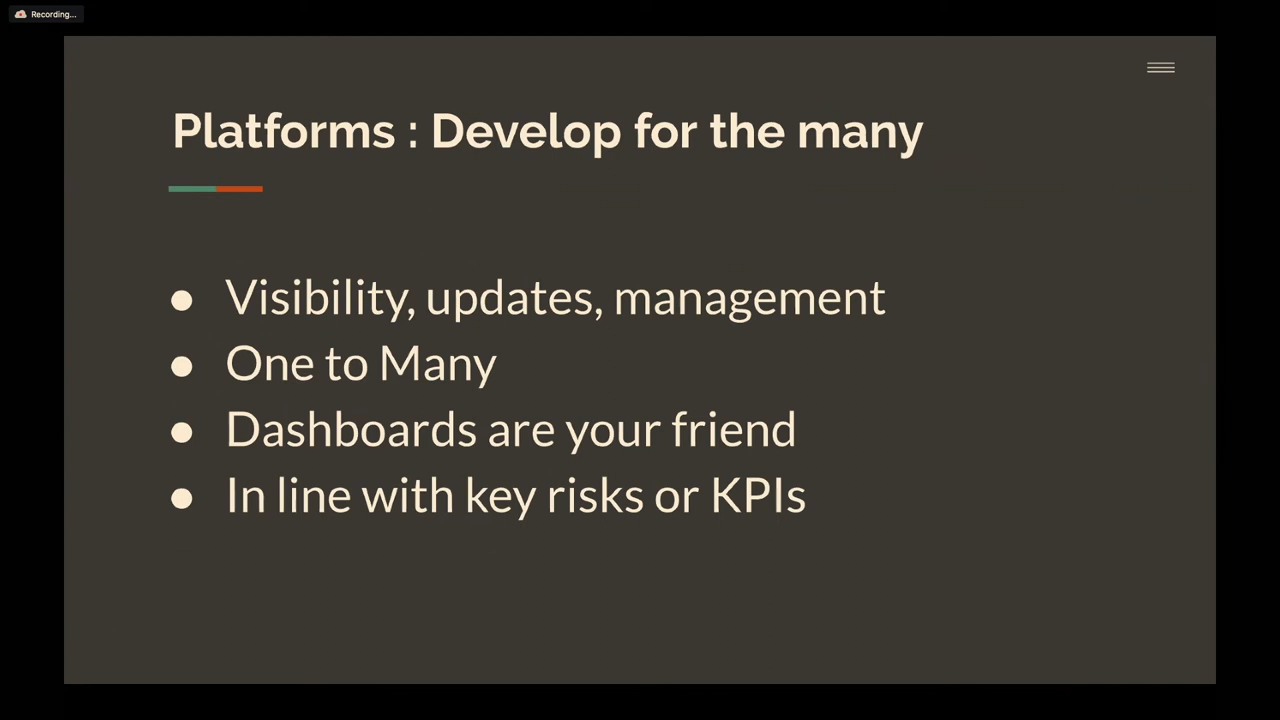 Recording...
Platforms : Develop for the many
● Visibility, updates, management
● One to Many
● Dashboards are your friend
● In line with key risks or KPIs